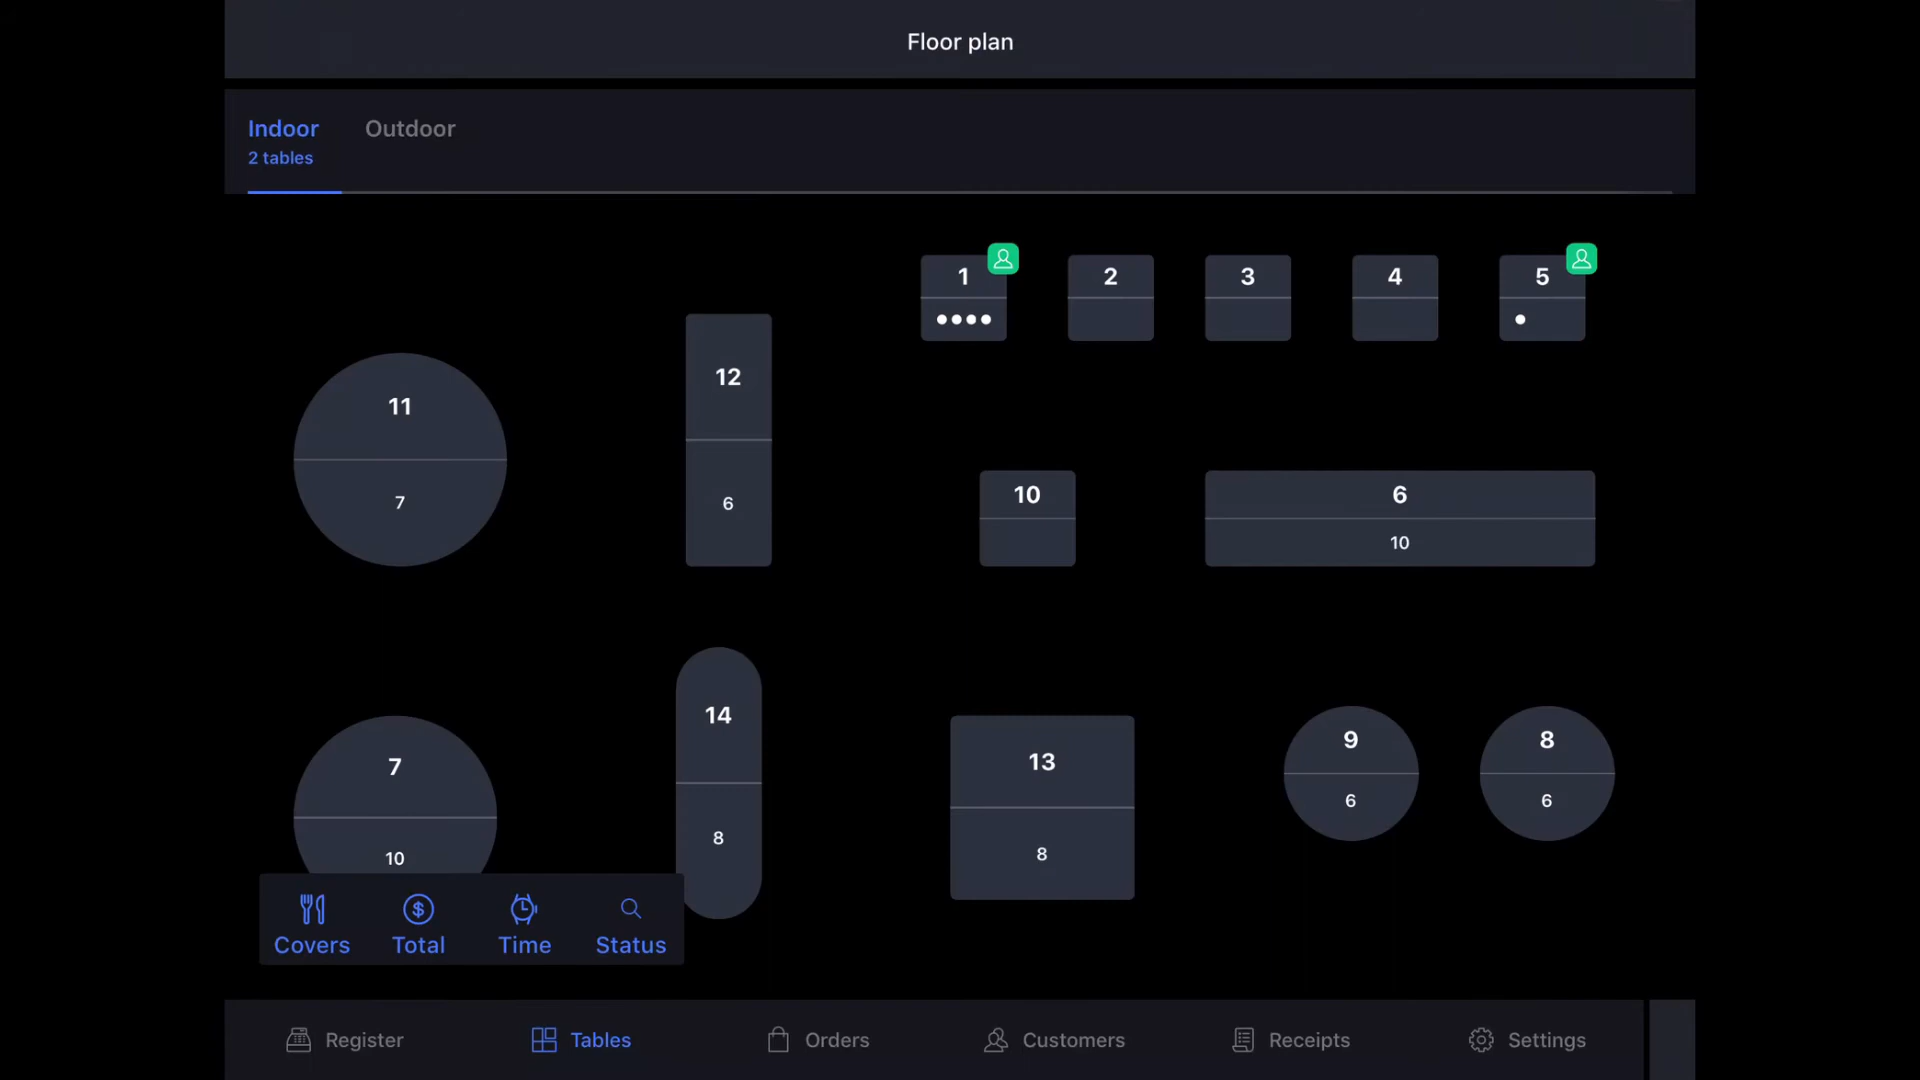 Floor plan
Indoor
Outdoor
2 tables
1
2
3
4
5
12
11
7
6
10
6
10
14
7
10
8
13
8
9
6
8
6
Covers
Total
Time
Status
Register
Tables
Orders
Customers
Receipts
Settings